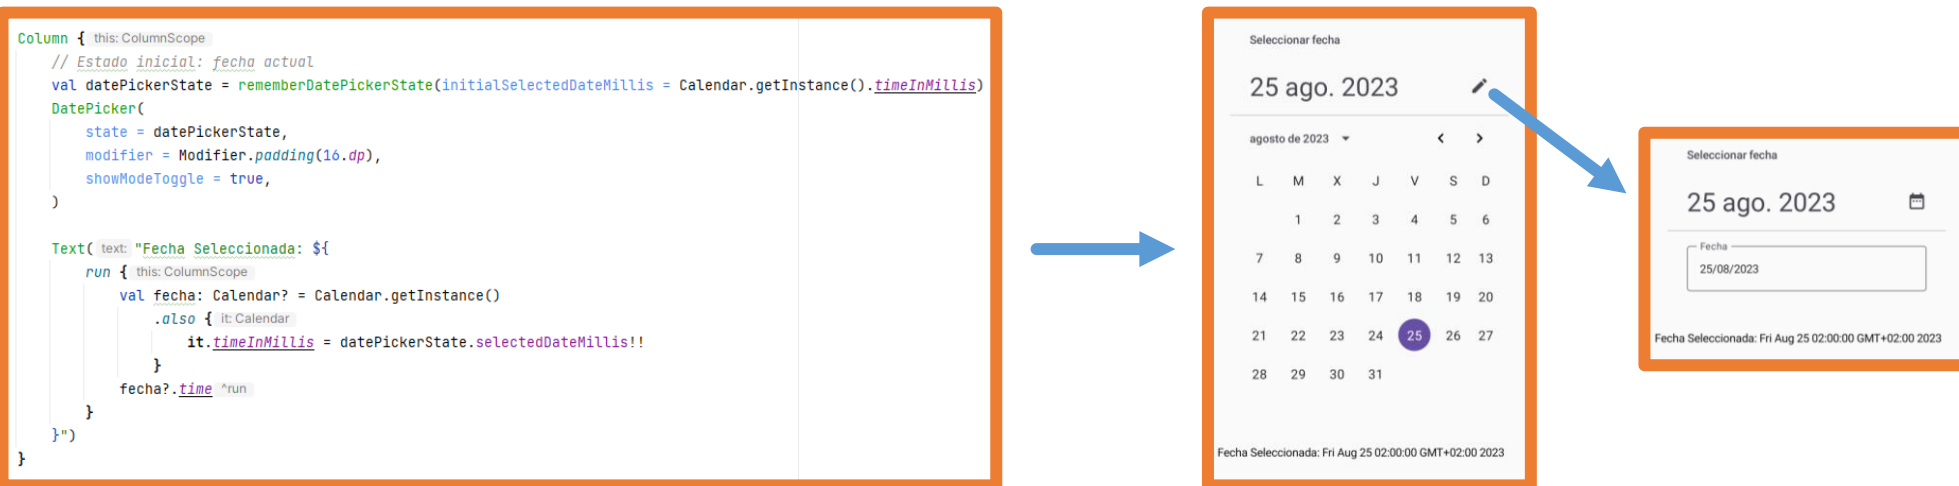 Column { this: ColumnScope
// Estado inicial: fecha actual
val datePickerState = rememberDatePickerState(initialSelectedDateMillis = Calendar.getInstance().timeInMillis)
DatePicker(
state = datePickerState,
modifier = Modifier.padding(16.dp),
showModeToggle = true,
)
Text( text: "Fecha Seleccionada: ${
run { this: ColumnScope
val fecha: Calendar? = Calendar.getInstance()
.also { it: Calendar
it.timeInMillis = datePickerState.selectedDateMillis!!
}
fecha?.time ^run
}
}")
}
Seleccionar fecha
25 ago. 2023
agosto de 2023
L M X J V S D
1 2 3 4 5 6
7 8 9 10 11 12 13
14 15 16 17 18 19 20
21 22 23 24 25 26 27
28 29 30 31
Fecha Seleccionada: Fri Aug 25 02:00:00 GMT+02:00 2023
Seleccionar fecha
25 ago. 2023
Fecha
25/08/2023
Fecha Seleccionada: Fri Aug 25 02:00:00 GMT+02:00 2023